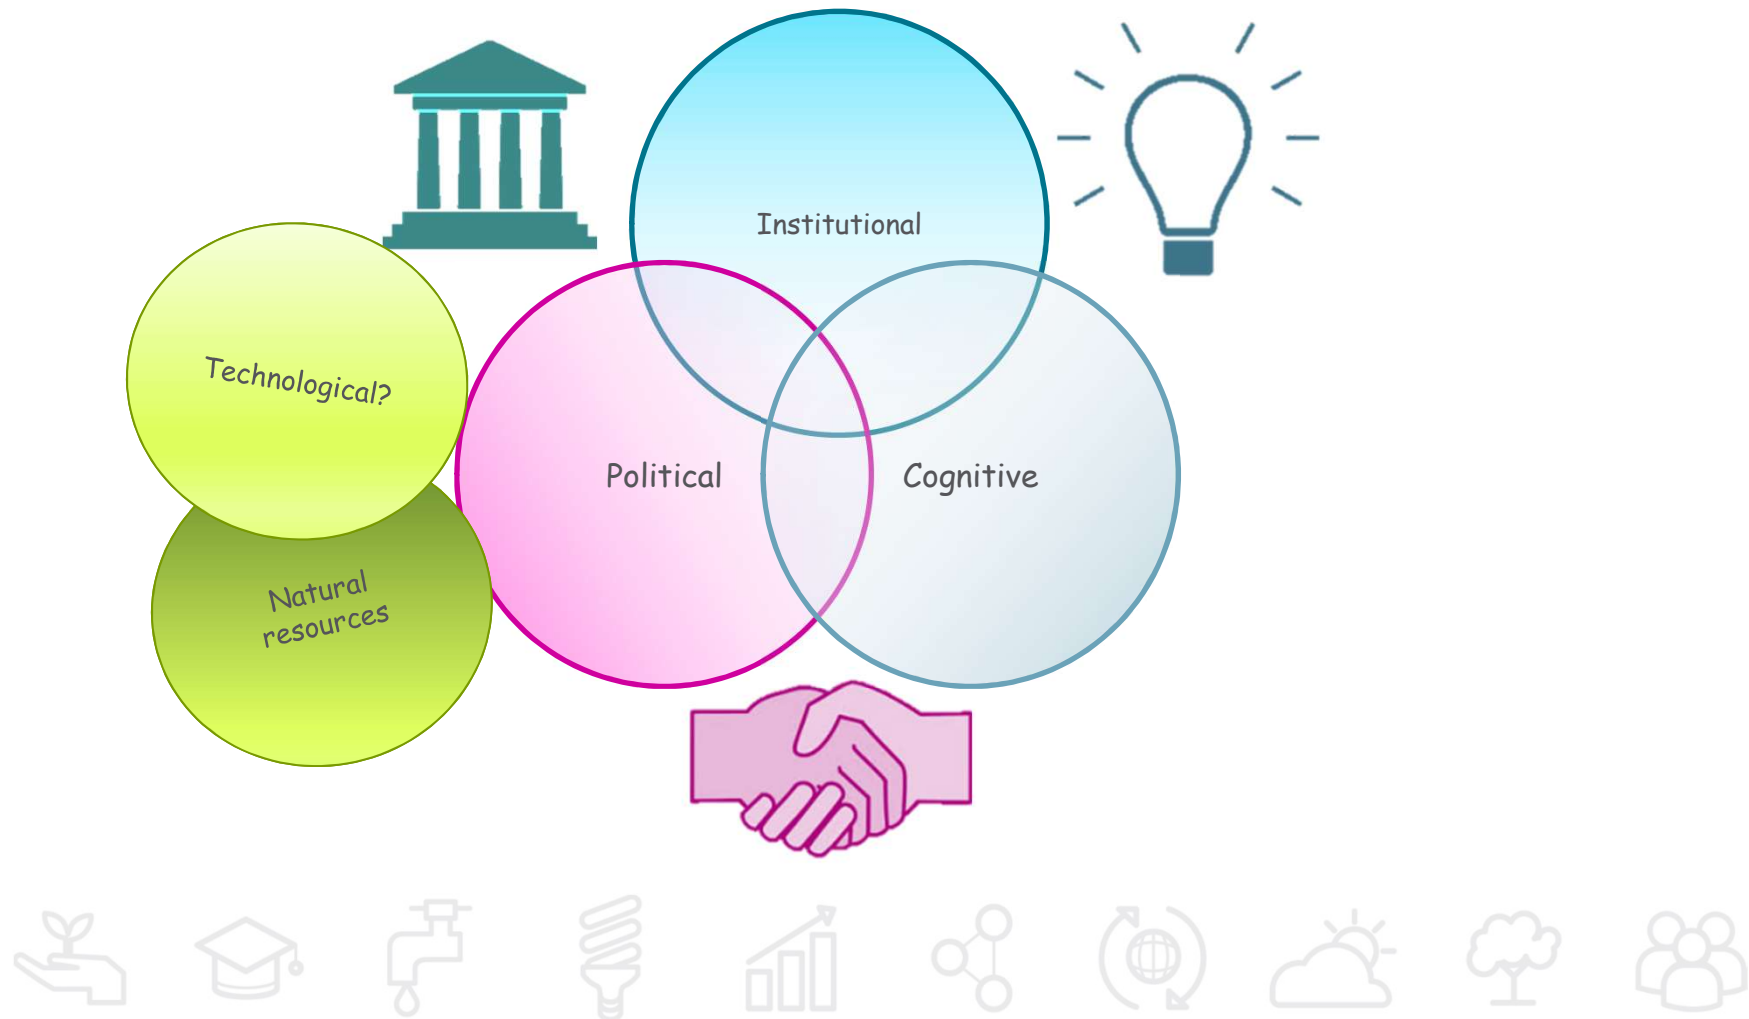 Institutional
Technological?
Political
Cognitive
Natural
resources